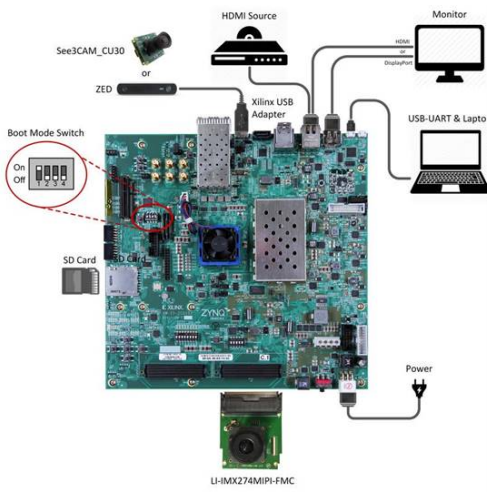 HDMI Source
Monitor
See3CAM_CU30
HDMI
or
DisplayPort
or
ZED
Xilinx USB
Adapter
USB-UART & Lapto
Boot Mode Switch
On
Off
1 2 3 4
SD Card
SD Card
XILINX
ZYNQ
Power
LI-IMX274MIPI-FMC